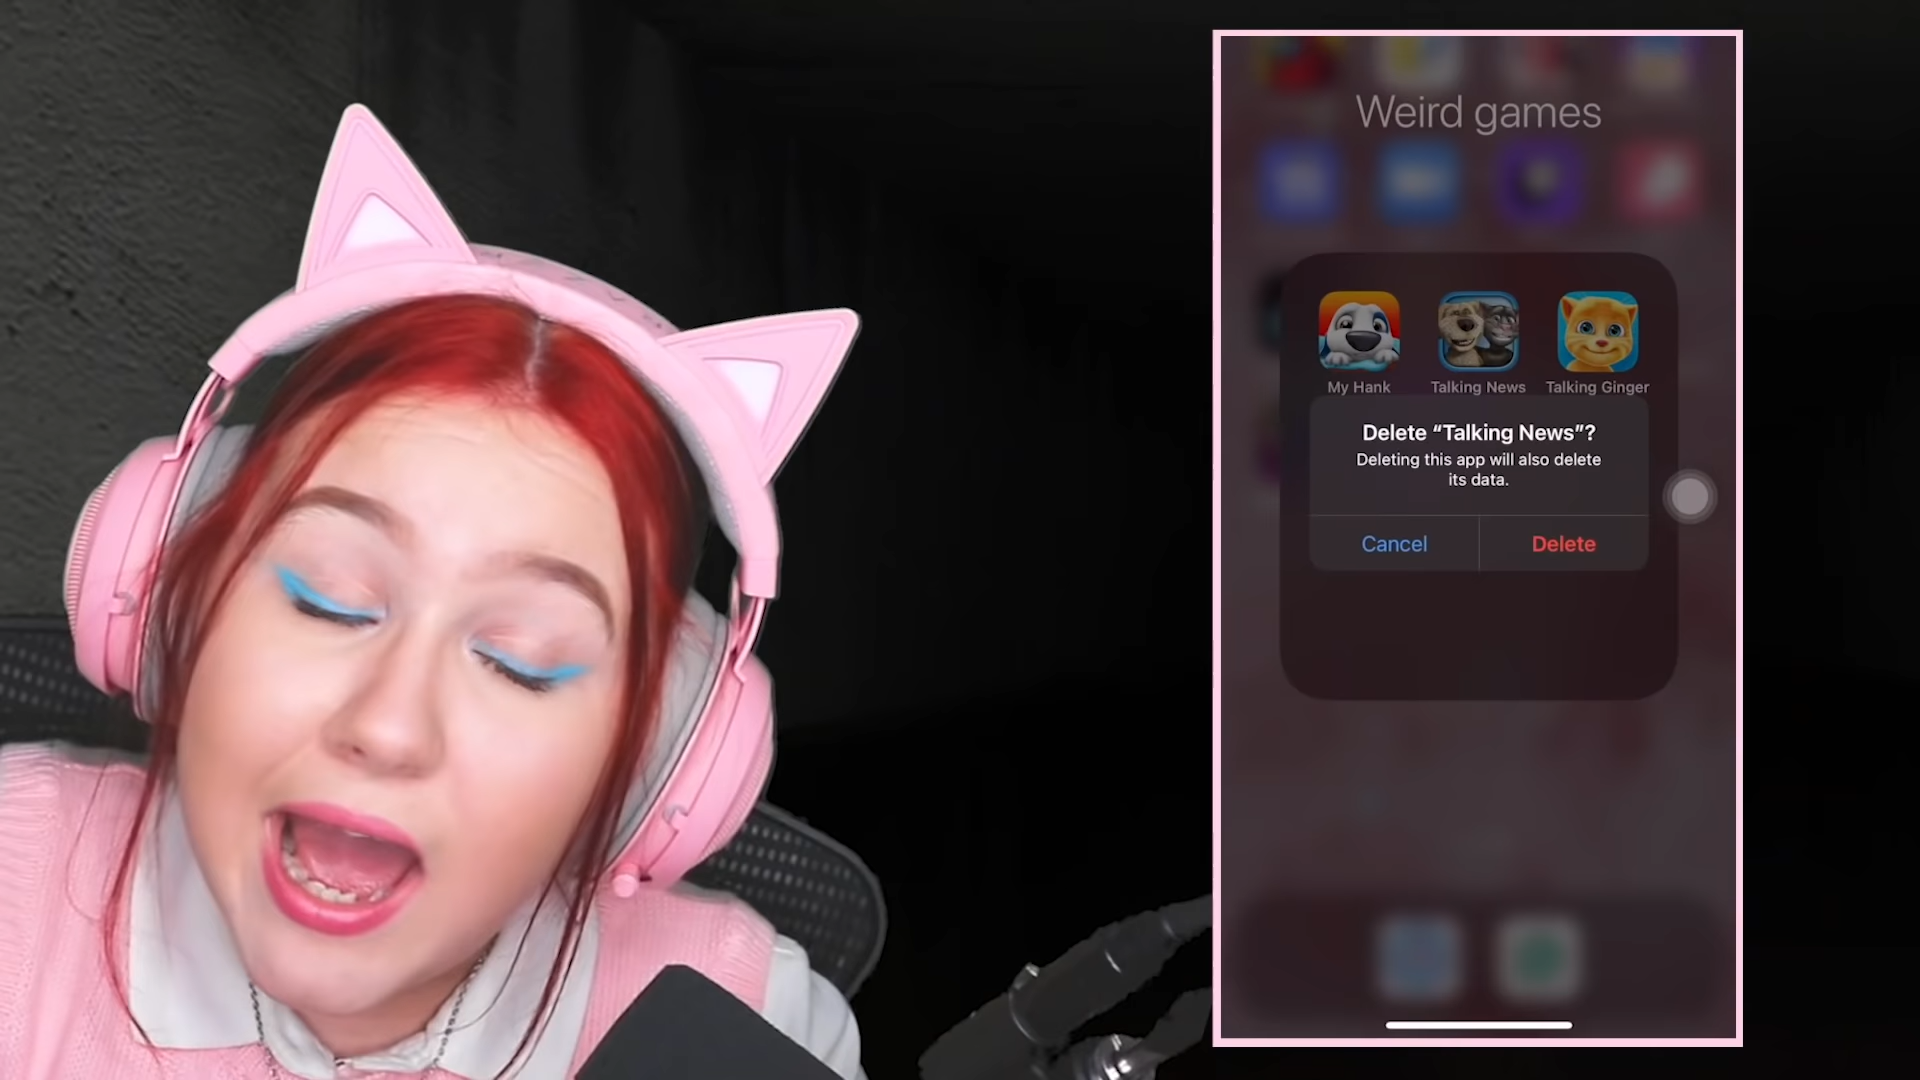 Weird games
My Hank
Talking News
Talking Ginger
Delete “Talking News”?
Deleting this app will also delete
its data.
Cancel
Delete